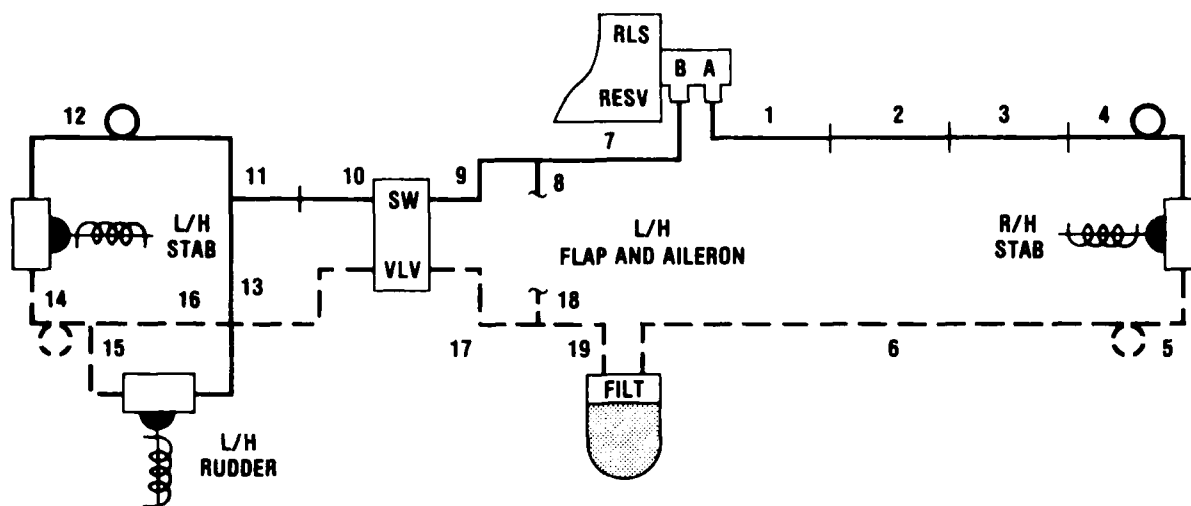 RLS
B A
RESV
12
1
2
3
4
7
11
10
SW
9
8
L/H
STAB
L/H
FLAP AND AILERON
R/H
STAB
VLV
14
16
13
18
15
17
19
6
5
FILT
L/H
RUDDER